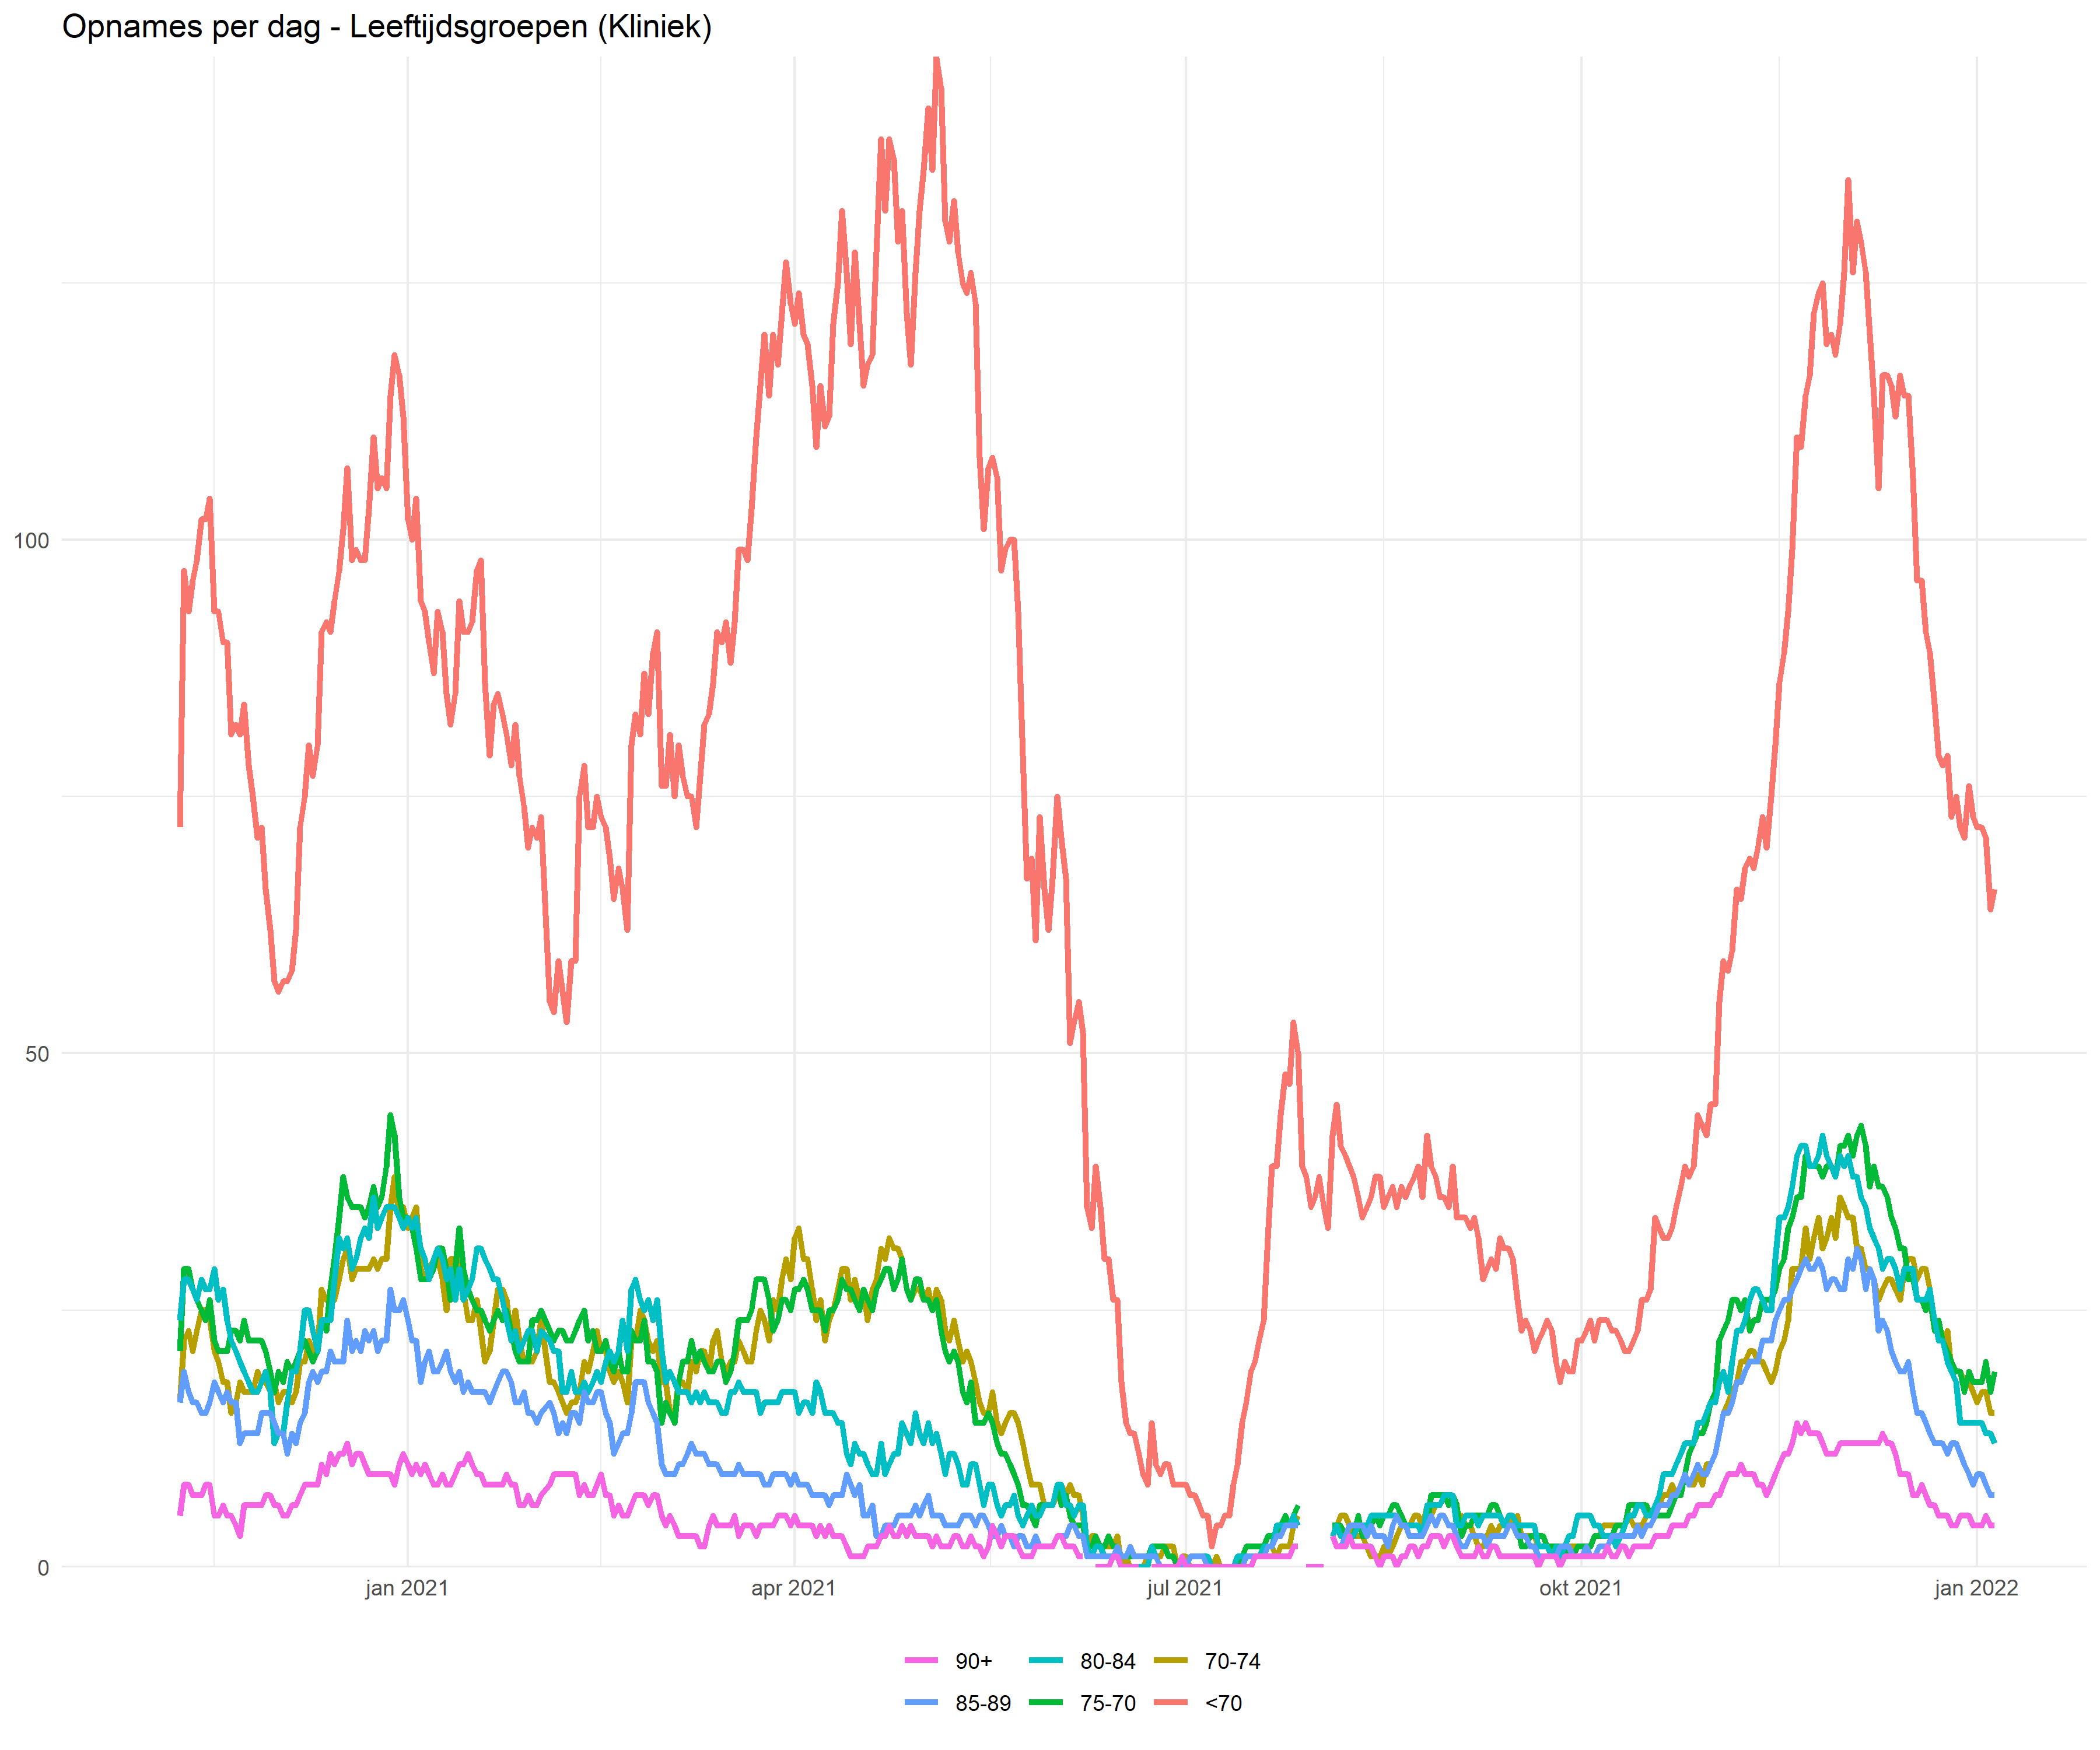 Opnames per dag - Leeftijdsgroepen (Kliniek)
100
50
0
jan 2021 apr 2021 jul 2021 okt 2021 jan 2022
90+ 80-84 70-74
85-89 75-70 <70